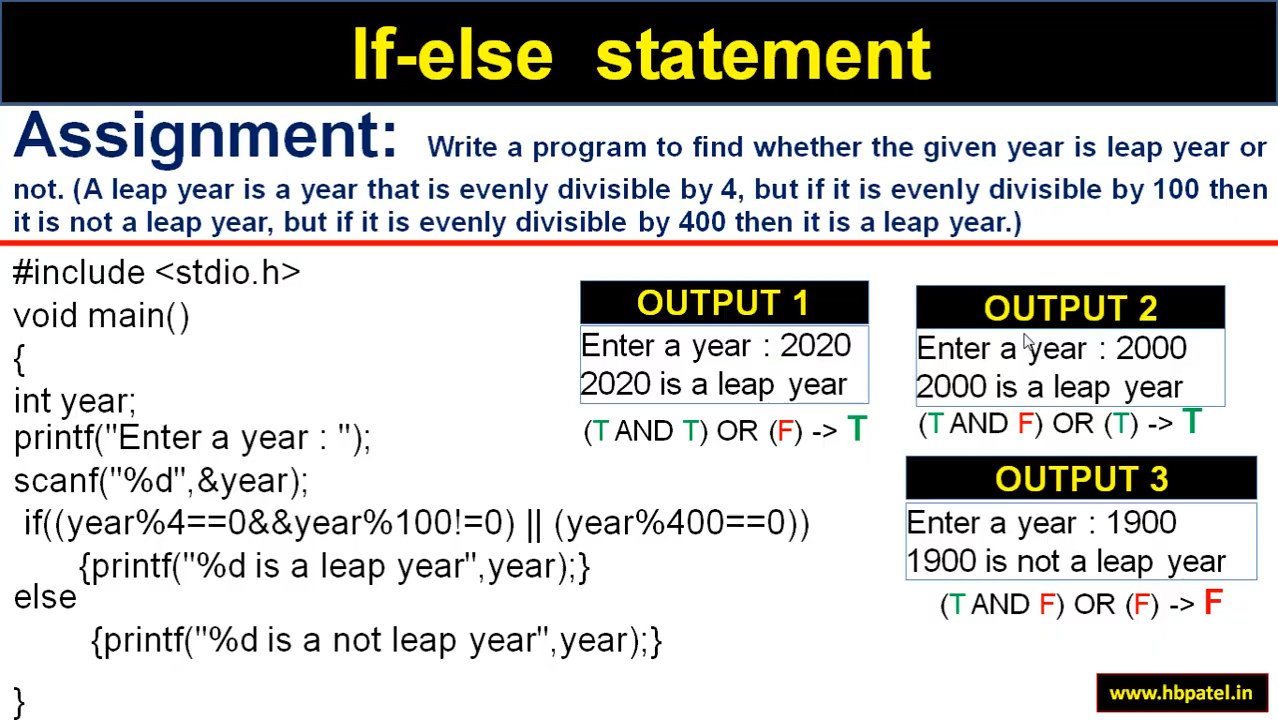 If-else statement
Assignment: Write a program to find whether the given year is leap year or
not. (A leap year is a year that is evenly divisible by 4, but if it is evenly divisible by 100 then
it is not a leap year, but if it is evenly divisible by 400 then it is a leap year.)
#include <stdio.h>
void main()
{
int year;
printf("Enter a year : ");
scanf("%d",&year);
if((year%4==0&&year%100!=0) || (year%400==0))
{printf("%d is a leap year",year);}
else
{printf("%d is a not leap year",year);}
}
OUTPUT 1
Enter a year : 2020
2020 is a leap year
(T AND T) OR (F) -> T
OUTPUT 2
Enter a year : 2000
2000 is a leap year
(T AND F) OR (T) -> T
OUTPUT 3
Enter a year : 1900
1900 is not a leap year
(T AND F) OR (F) -> F
www.hbpatel.in